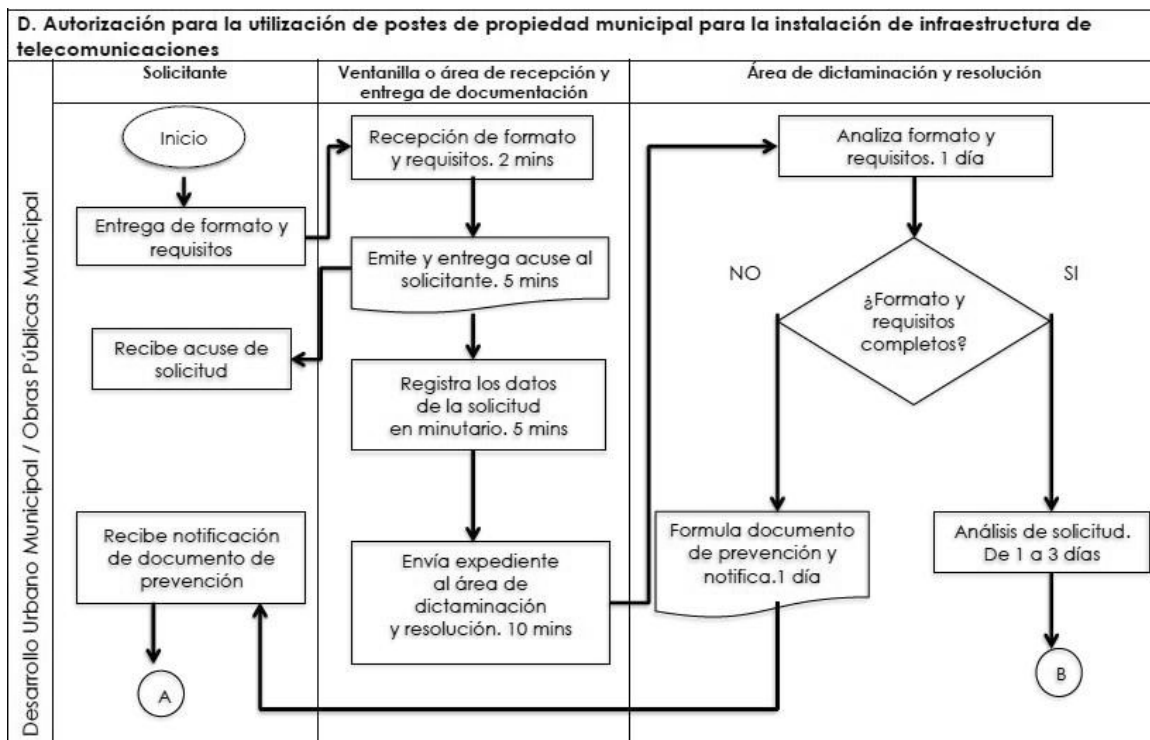 D. Autorización para la utilización de postes de propiedad municipal para la instalación de infraestructura de
telecomunicaciones
Desarrollo Urbano Municipal / Obras Públicas Municipal
Solicitante
Inicio
Entrega de formato y
requisitos
Recibe acuse de
solicitud
Recibe notificación
de documento de
prevención
A
Ventanilla o área de recepción y
entrega de documentación
Recepción de formato
y requisitos. 2 mins
Emite y entrega acuse al
solicitante. 5 mins
Registra los datos
de la solicitud
en minutario. 5 mins
Envía expediente
al área de
dictaminación
y resolución. 10 mins
Área de dictaminación y resolución
Analiza formato y
requisitos. 1 día
NO
SI
¿Formato y
requisitos
completos?
Formula documento
de prevención y
notifica.1 día
Análisis de solicitud.
De 1 a 3 días
B